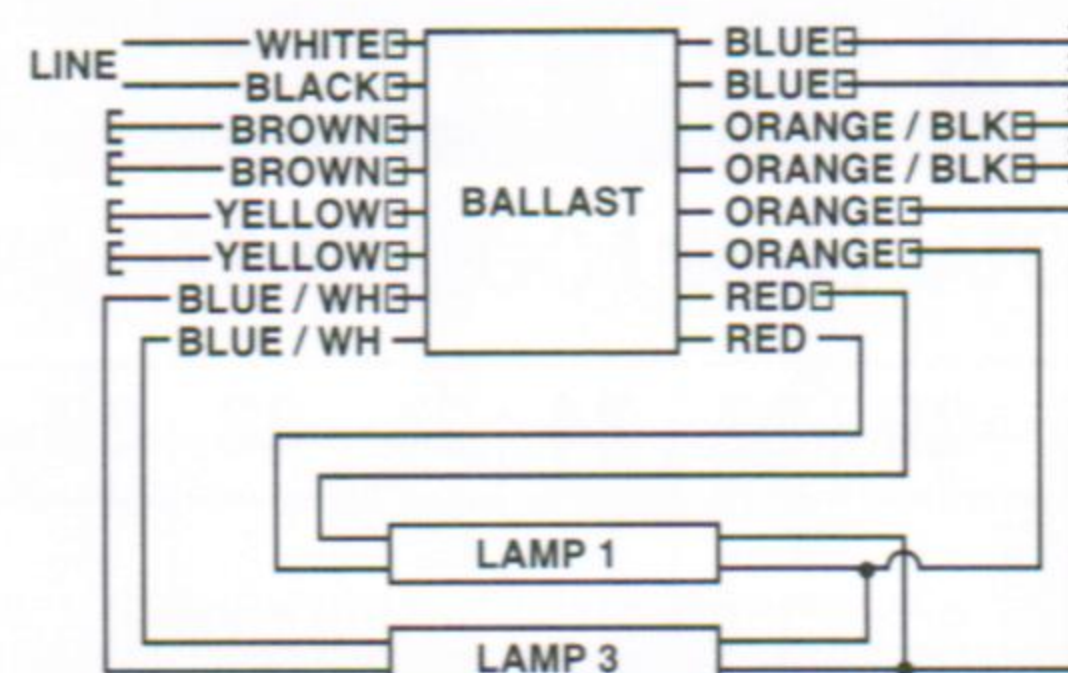 LINE
WHITE
BLACK
BROWN
BROWN
YELLOW
YELLOW
BLUE / WH
BLUE / WH
BALLAST
BLUE
BLUE
ORANGE / BLK
ORANGE / BLK
ORANGE
ORANGE
RED
RED
LAMP 1
LAMP 3